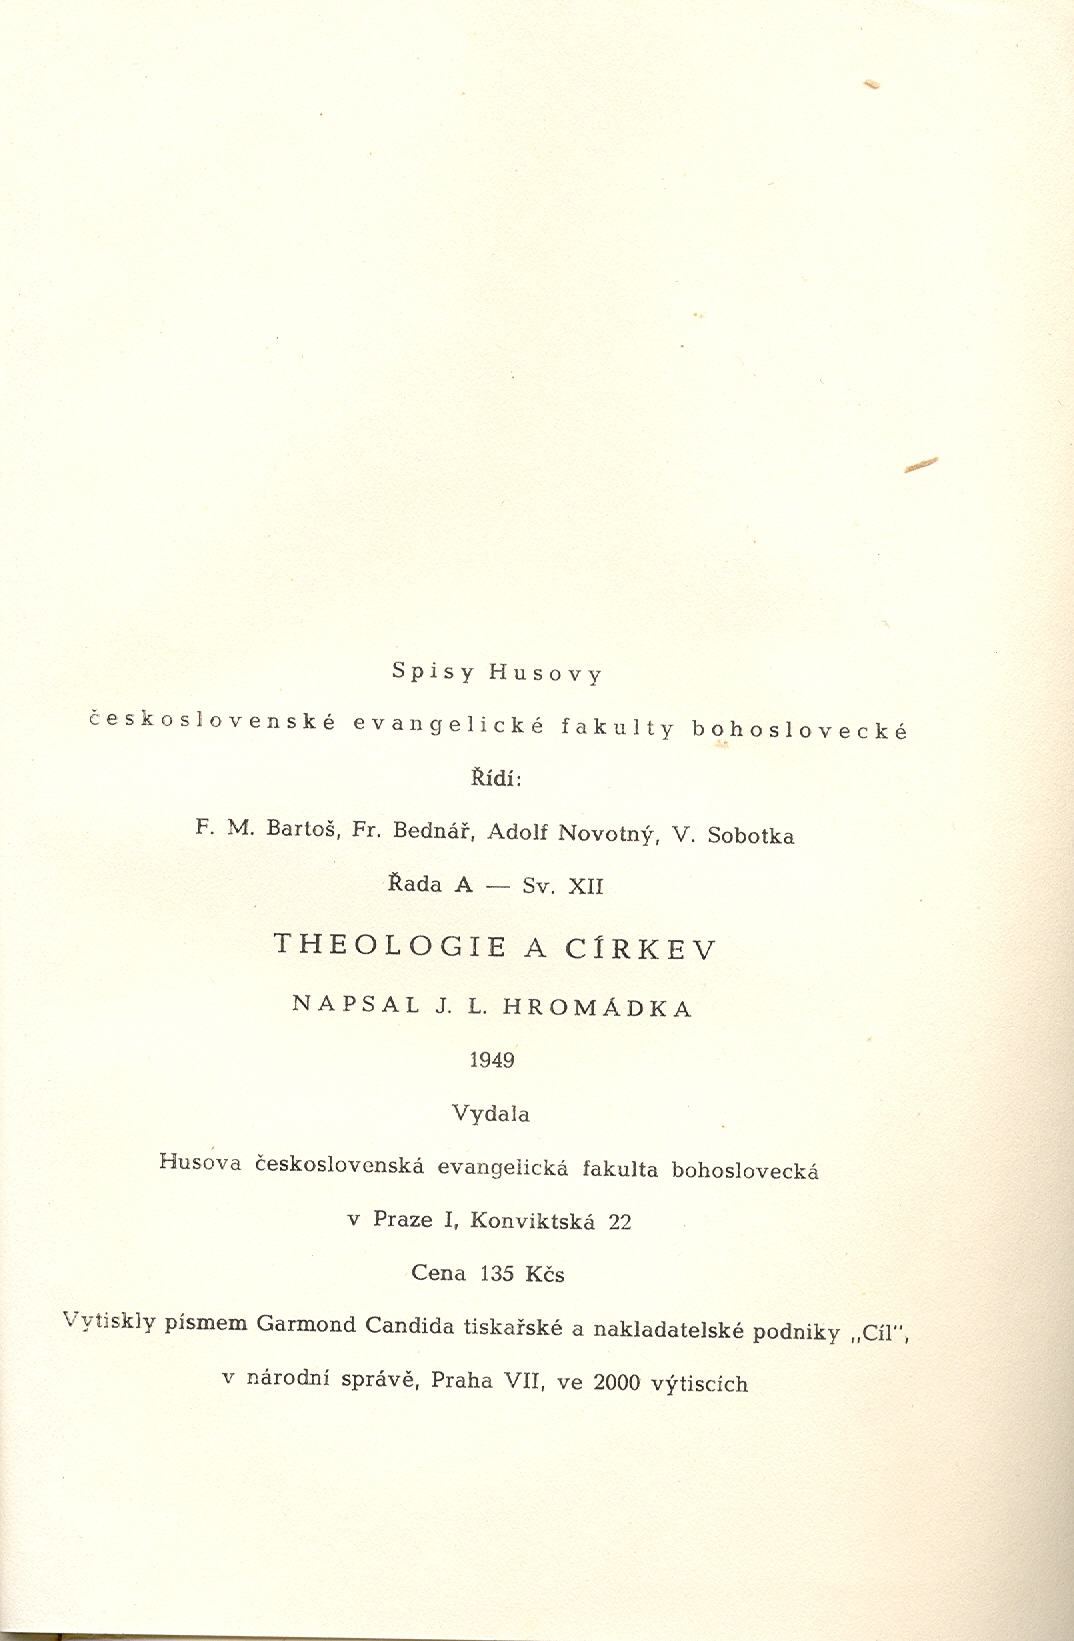 Spisy Husovy
československé evangelické fakulty bohoslovecké
Řídí:
F. M. Bartoš, Fr. Bednář, Adolf Novotný, V. Sobotka
Řada A — Sv. XII
THEOLOGIE A CÍRKEV
NAPSAL J. L. HROMÁDKA
1949
Vydala
Husova československá evangelická fakulta bohoslovecká
v Praze I, Konviktská 22
Cena 135 Kčs
Vytiskly písmem Garmond Candida tiskařské a nakladatelské podniky „Cíl",
v národní správě, Praha VII, ve 2000 výtiscích